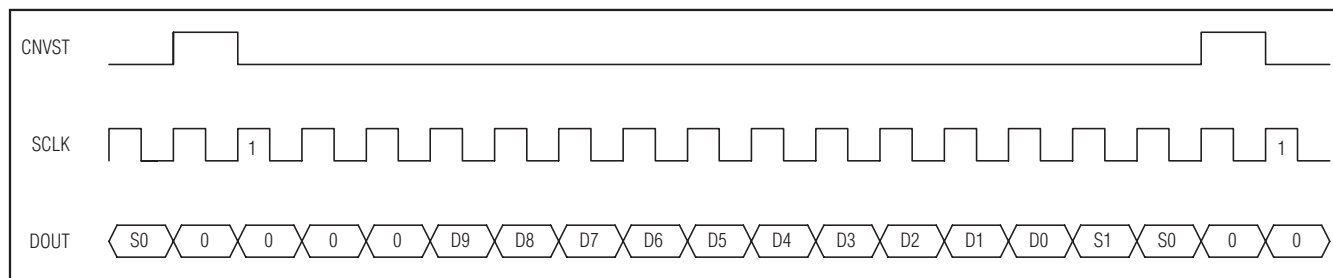 CNVST
SCLK 1 1
DOUT S0 0 0 0 0 D9 D8 D7 D6 D5 D4 D3 D2 D1 D0 S1 S0 0 0